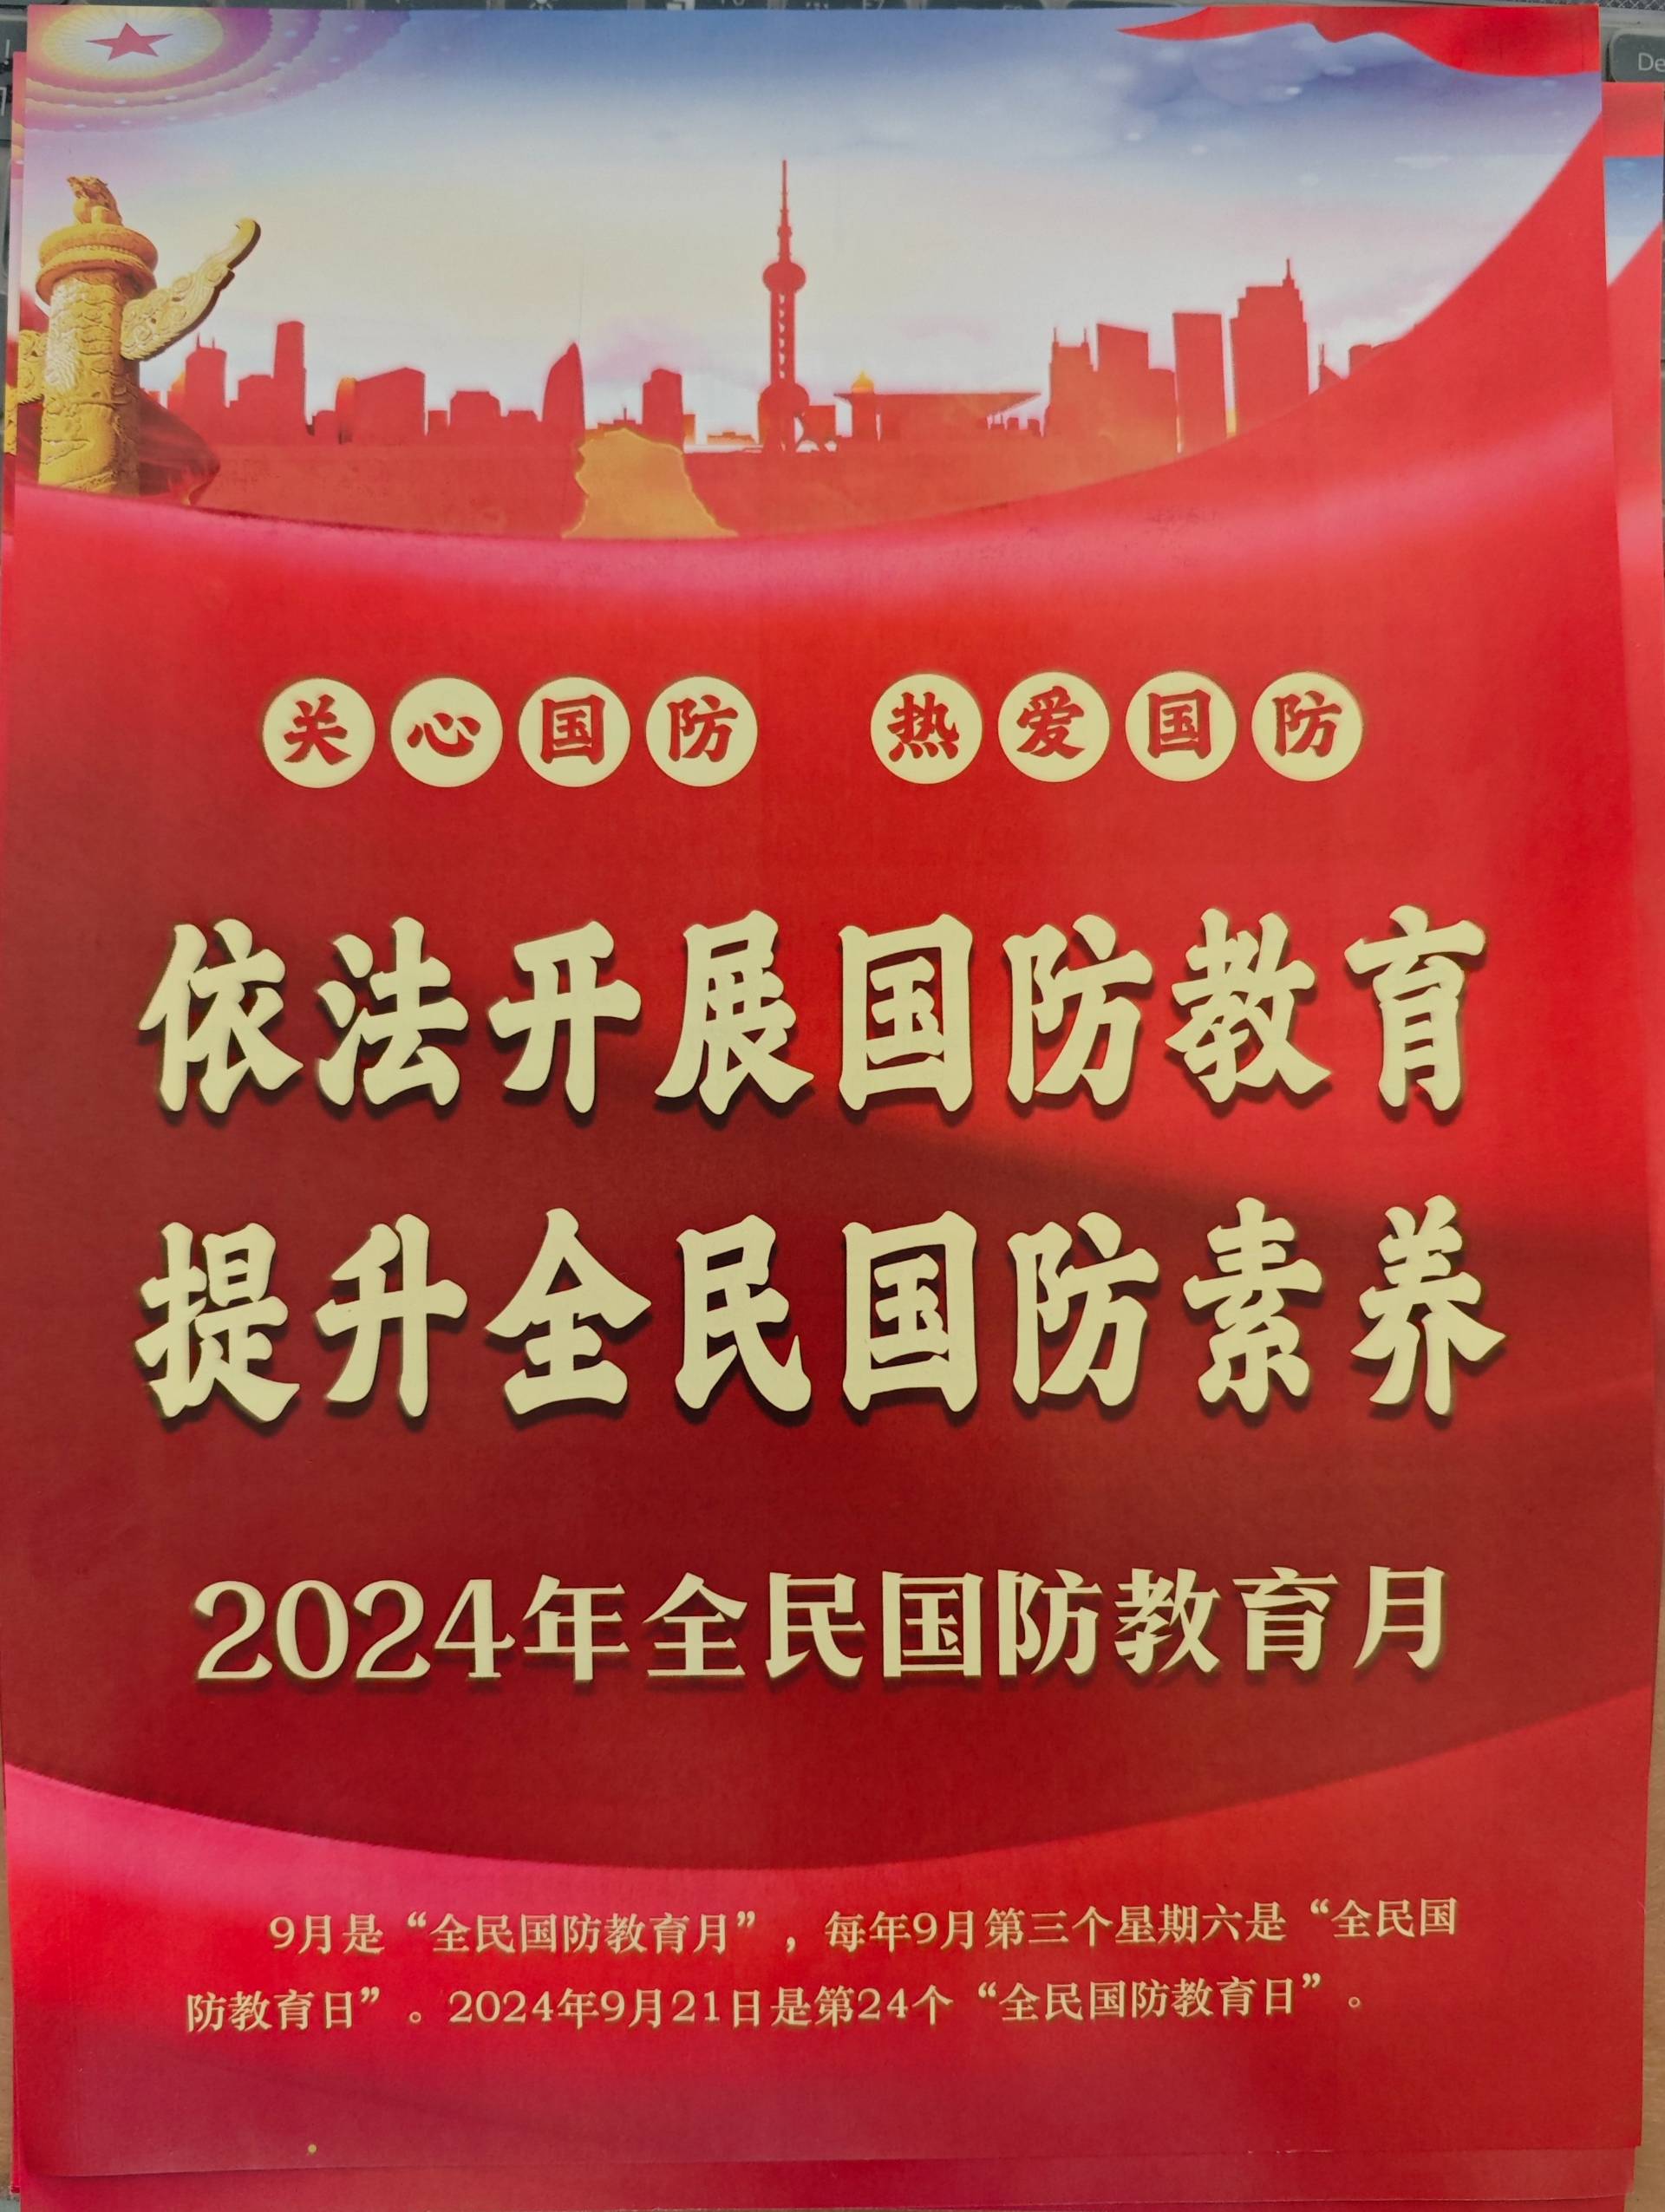 关心国防 热爱国防
依法开展国防教育
提升全民国防素养
2024年全民国防教育月
9月是“全民国防教育月”，每年9月第三个星期六是“全民国
防教育日”。2024年9月21日是第24个“全民国防教育日”。